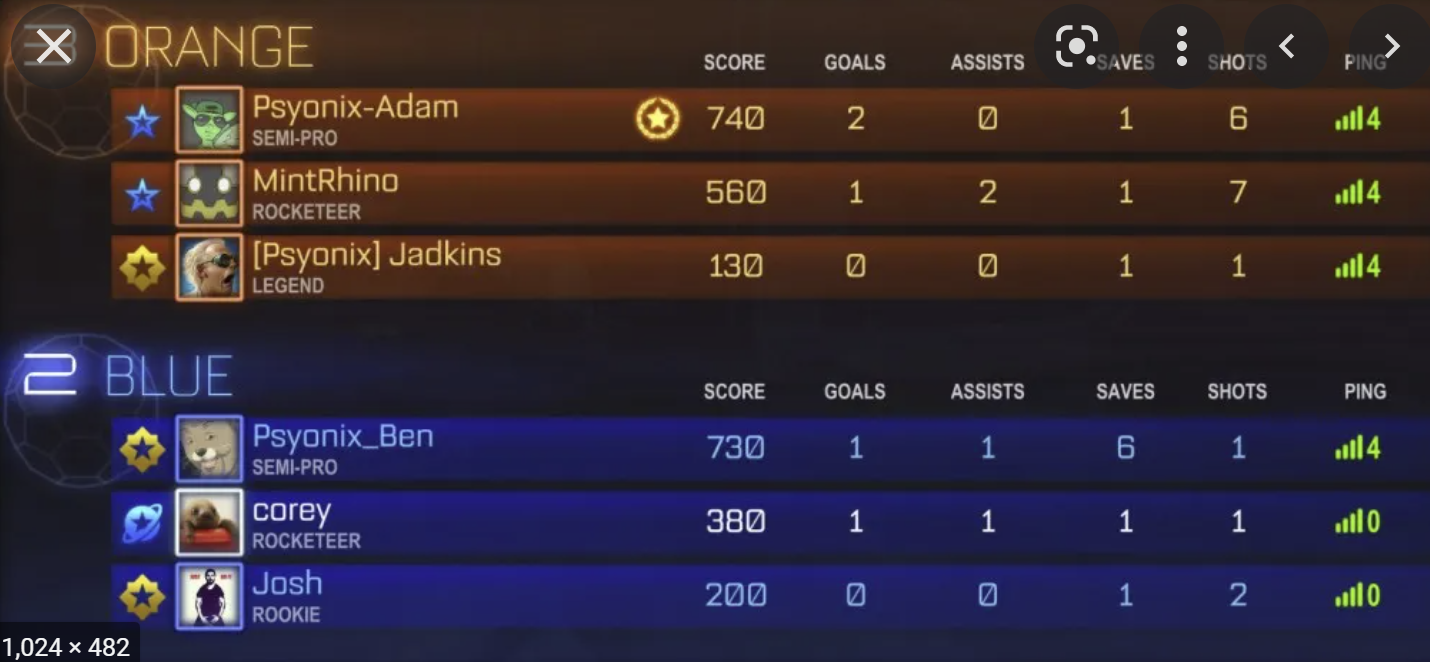 3 ORANGE
SCORE GOALS ASSISTS SAVES SHOTS PING
Psyonix-Adam 740 2 0 1 6 4
SEMI-PRO
MintRhino 560 1 2 1 7 4
ROCKETEER
[Psyonix] Jadkins 130 0 0 1 1 4
LEGEND
2 BLUE
SCORE GOALS ASSISTS SAVES SHOTS PING
Psyonix_Ben 730 1 1 6 1 4
SEMI-PRO
corey 380 1 1 1 1 0
ROCKETEER
Josh 200 0 0 1 2 0
ROOKIE
1,024 × 482